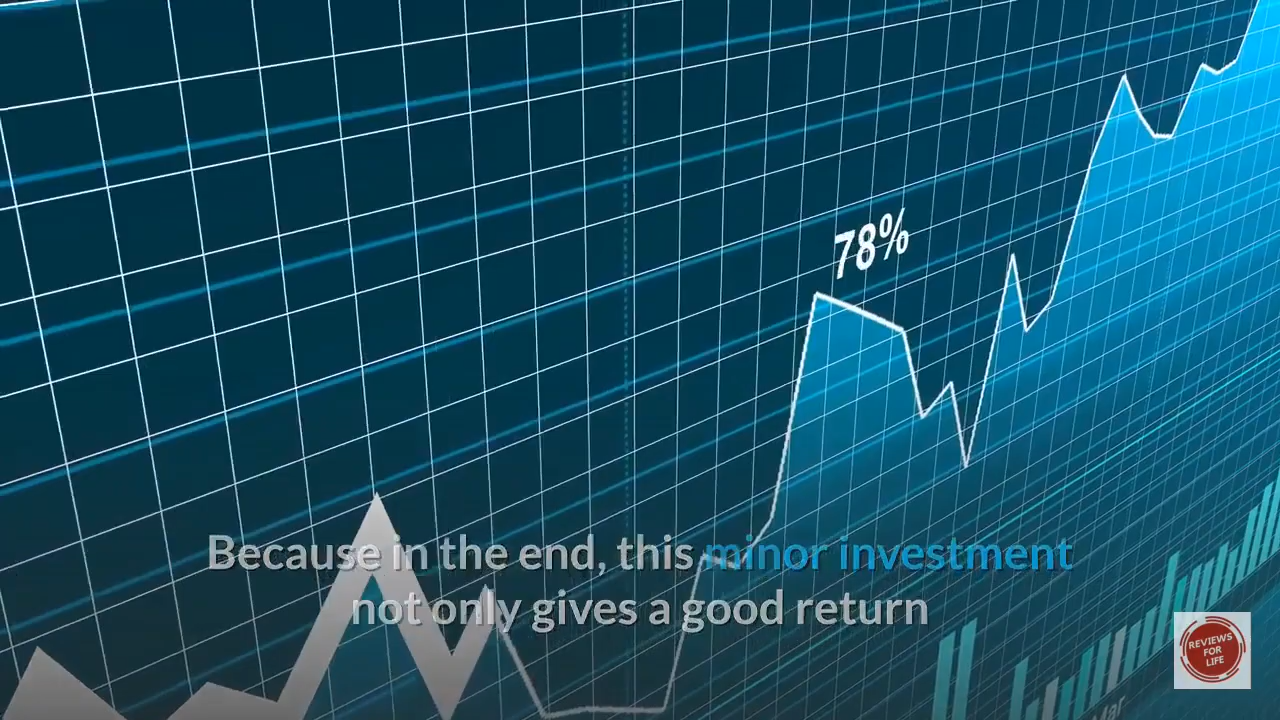 78%
Because in the end, this minor investment
not only gives a good return
REVIEWS
FOR
LIFE